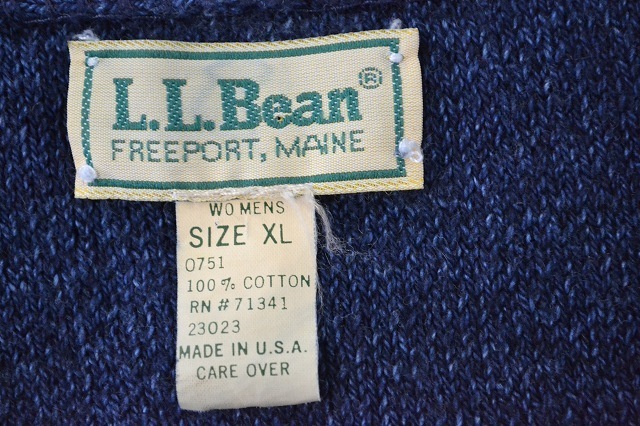 L.L.Bean®
FREEPORT, MAINE
WOMENS
SIZE XL
0751
100% COTTON
RN # 71341
23023
MADE IN U.S.A.
CARE OVER